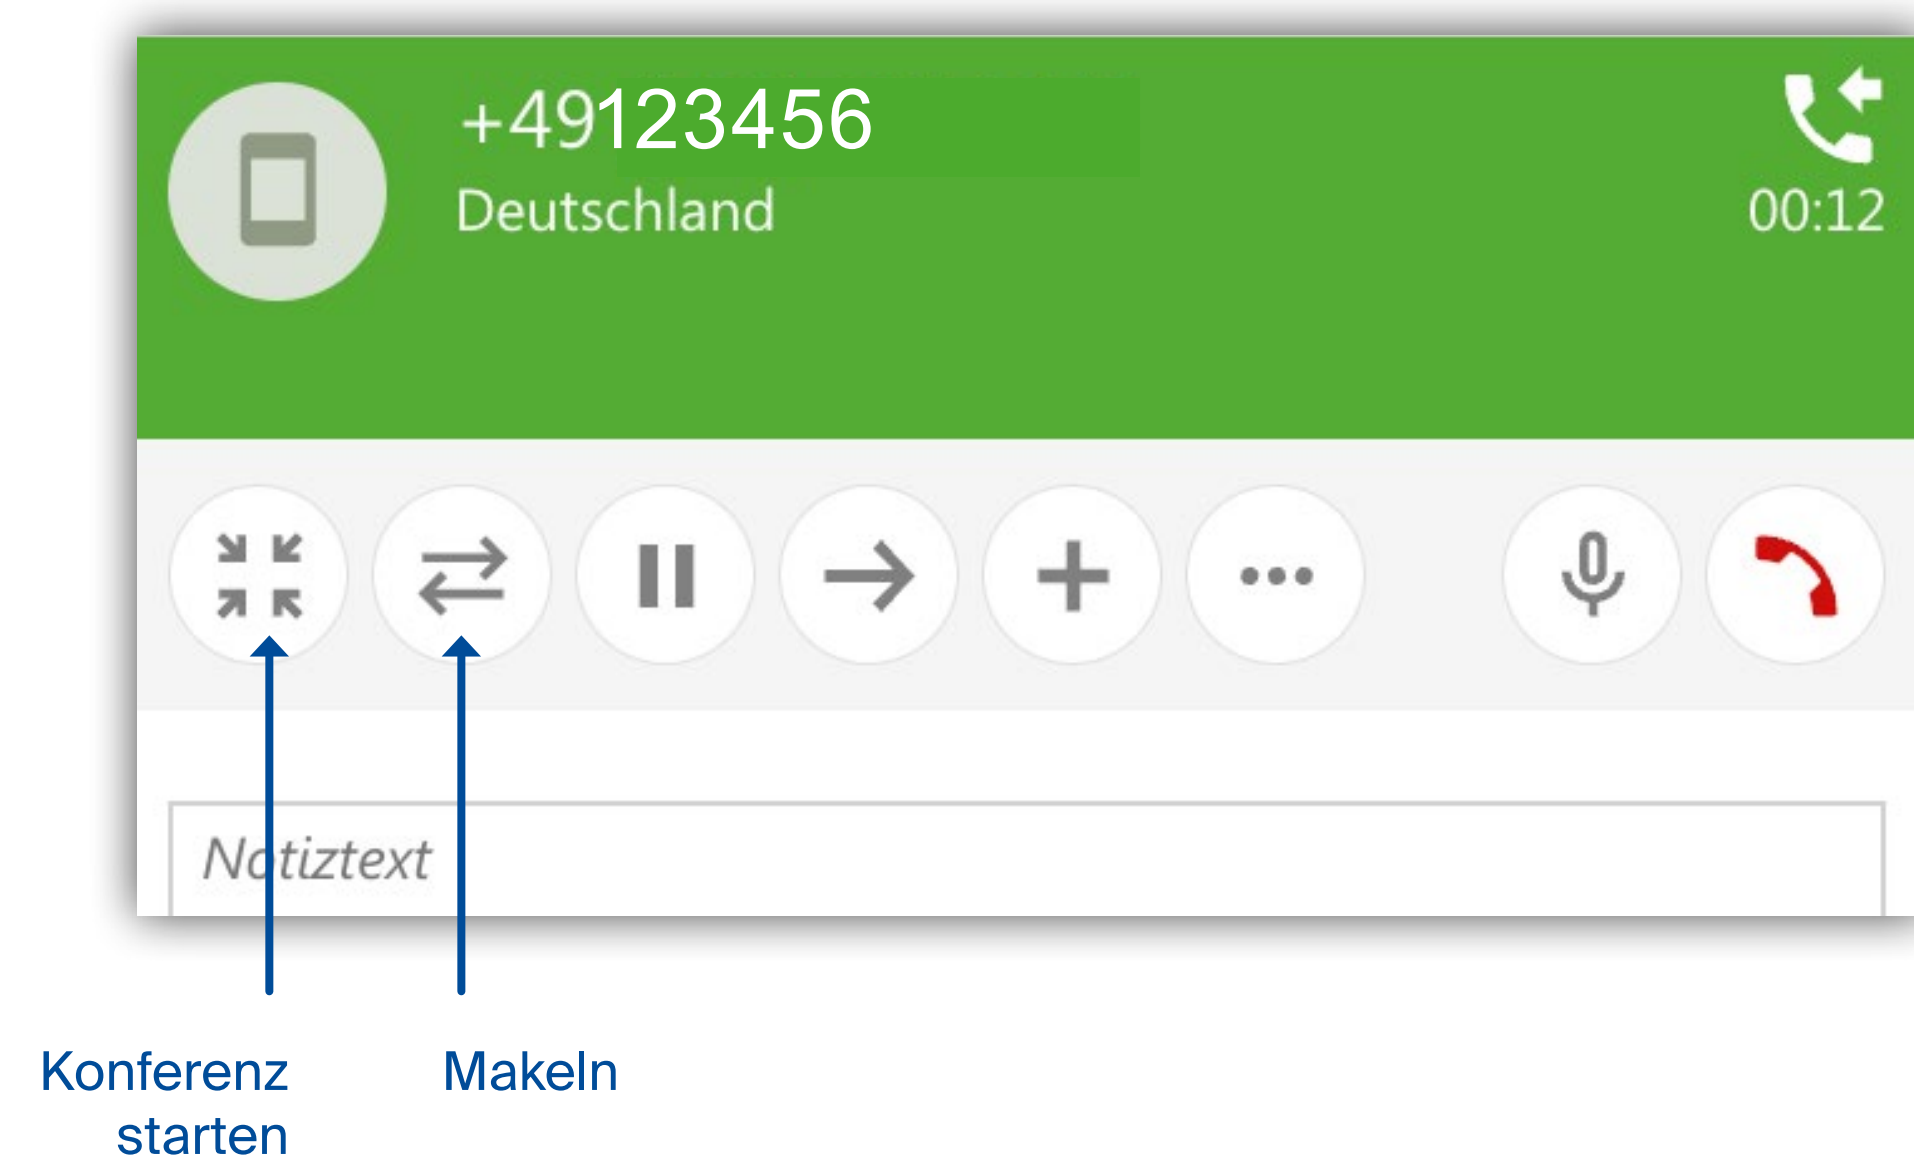 +49123456
Deutschland
00:12
Notiztext
Konferenz
starten
Makeln